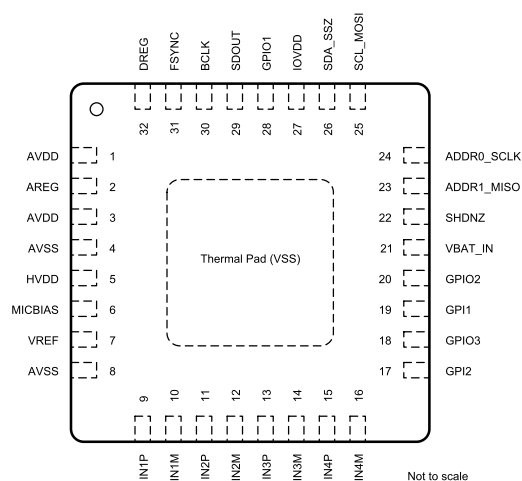 DREG
FSYNC
BCLK
SDOUT
GPIO1
IOVDD
SDA_SSZ
SCL_MOSI
32
31
30
29
28
27
26
25
AVDD 1
AREG 2
AVDD 3
AVSS 4
HVDD 5
MICBIAS 6
VREF 7
AVSS 8
Thermal Pad (VSS)
24 ADDR0_SCLK
23 ADDR1_MISO
22 SHDNZ
21 VBAT_IN
20 GPIO2
19 GPI1
18 GPIO3
17 GPI2
9
10
11
12
13
14
15
16
IN1P
IN1M
IN2P
IN2M
IN3P
IN3M
IN4P
IN4M
Not to scale